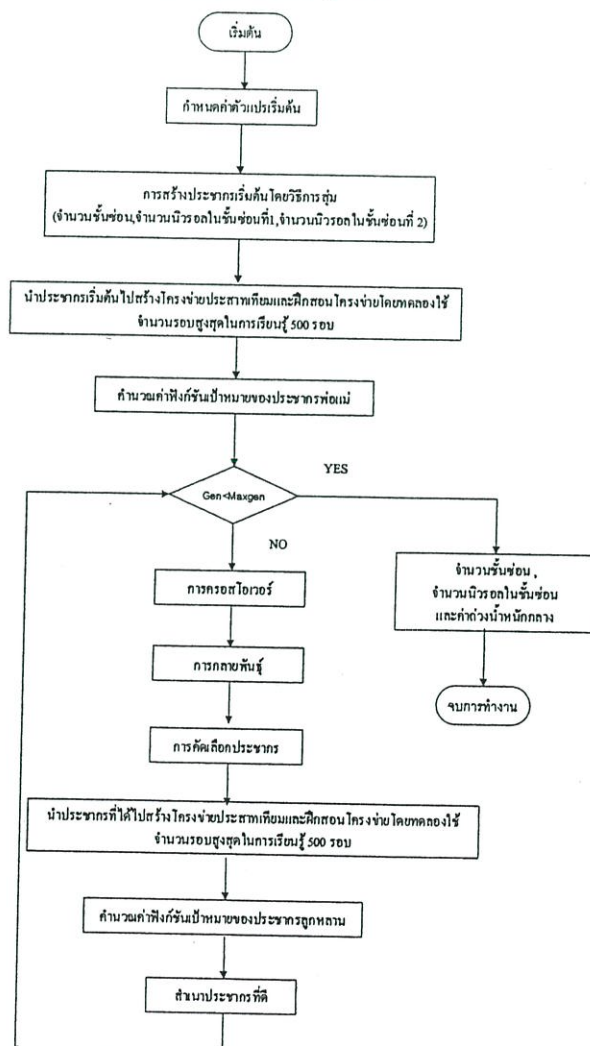 เริ่มต้น
กำหนดค่าตัวแปรเริ่มต้น
การสร้างประชากรเริ่มต้นโดยวิธีการสุ่ม
(จำนวนชั้นซ่อน,จำนวนนิวรอลในชั้นซ่อนที่1,จำนวนนิวรอลในชั้นซ่อนที่ 2)
นำประชากรเริ่มต้นไปสร้างโครงข่ายประสาทเทียมและฝึกสอนโครงข่ายโดยทดลองใช้
จำนวนรอบสูงสุดในการเรียนรู้ 500 รอบ
คำนวณค่าฟังก์ชันเป้าหมายของประชากรพ่อแม่
YES
Gen<Maxgen
NO
จำนวนชั้นซ่อน ,
จำนวนนิวรอลในชั้นซ่อน
และค่าถ่วงน้ำหนักกลาง
การครอสโอเวอร์
การกลายพันธุ์
จบการทำงาน
การคัดเลือกประชากร
นำประชากรที่ได้ไปสร้างโครงข่ายประสาทเทียมและฝึกสอนโครงข่ายโดยทดลองใช้
จำนวนรอบสูงสุดในการเรียนรู้ 500 รอบ
คำนวณค่าฟังก์ชันเป้าหมายของประชากรลูกหลาน
สำเนาประชากรที่ดี